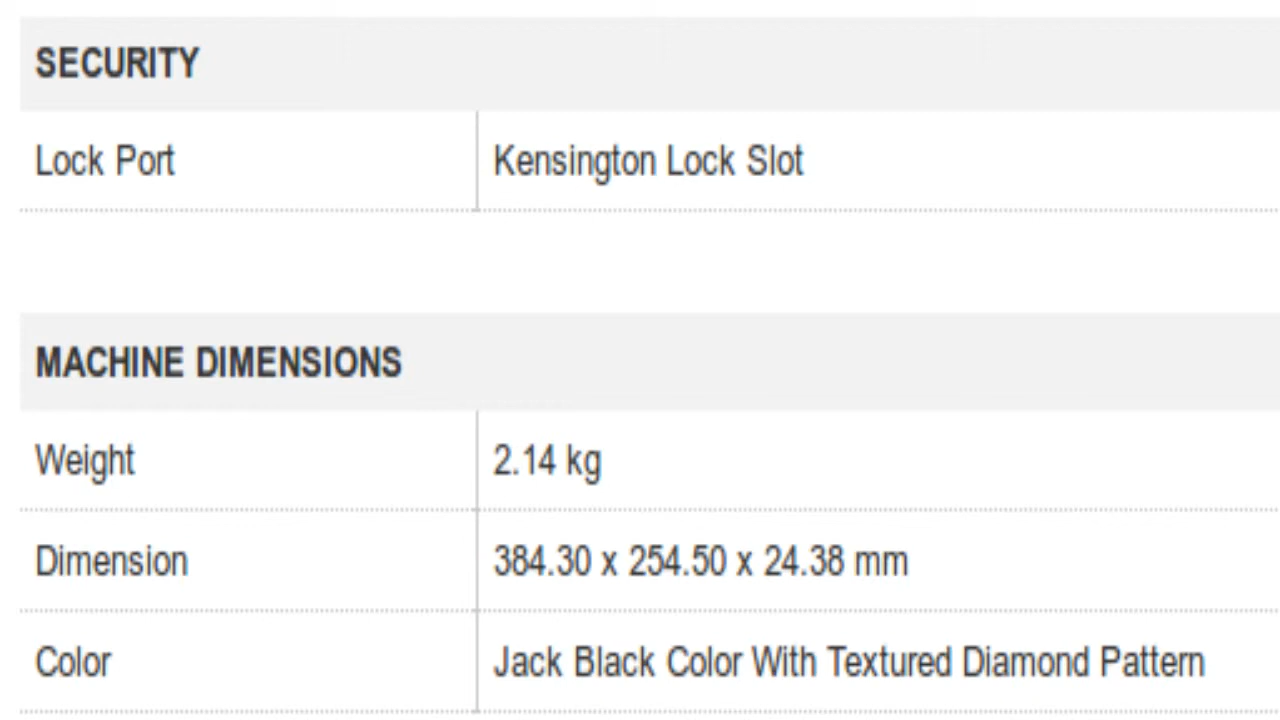 SECURITY
Lock Port Kensington Lock Slot
MACHINE DIMENSIONS
Weight 2.14 kg
Dimension 384.30 x 254.50 x 24.38 mm
Color Jack Black Color With Textured Diamond Pattern